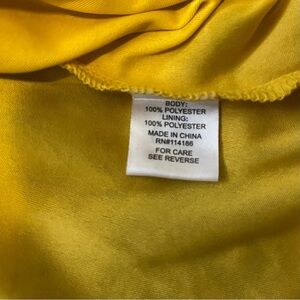 BODY:
100% POLYESTER
LINING:
100% POLYESTER
MADE IN CHINA
RN#114186
FOR CARE
SEE REVERSE